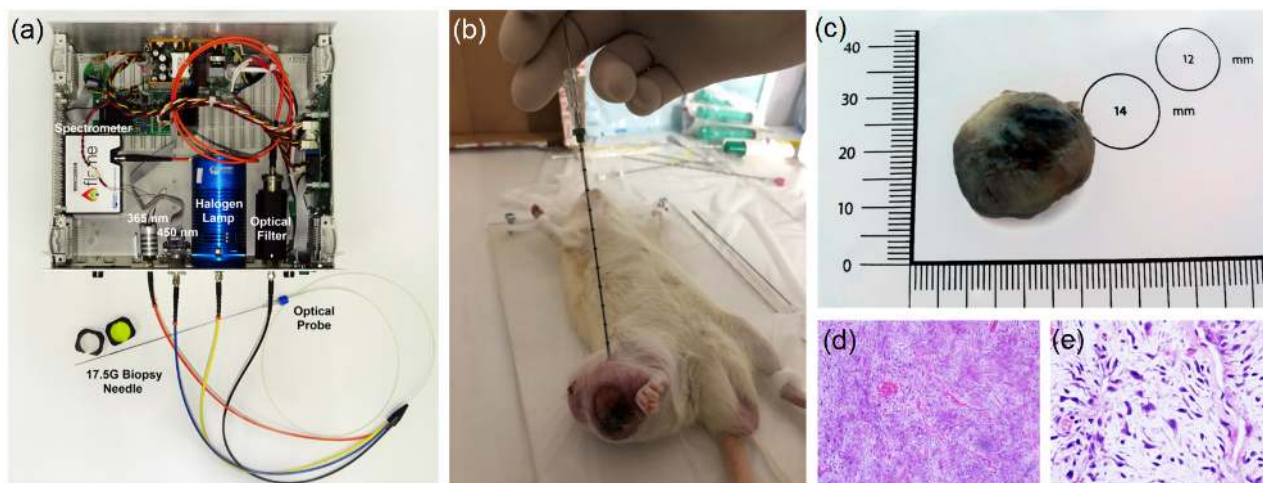 (a)
Spectrometer
flame
365 nm
450 nm
Halogen
Lamp
Optical
Filter
Optical
Probe
17.5G Biopsy
Needle
(b)
(c)
40
30
20
10
0
12
mm
14
mm
(d)
(e)